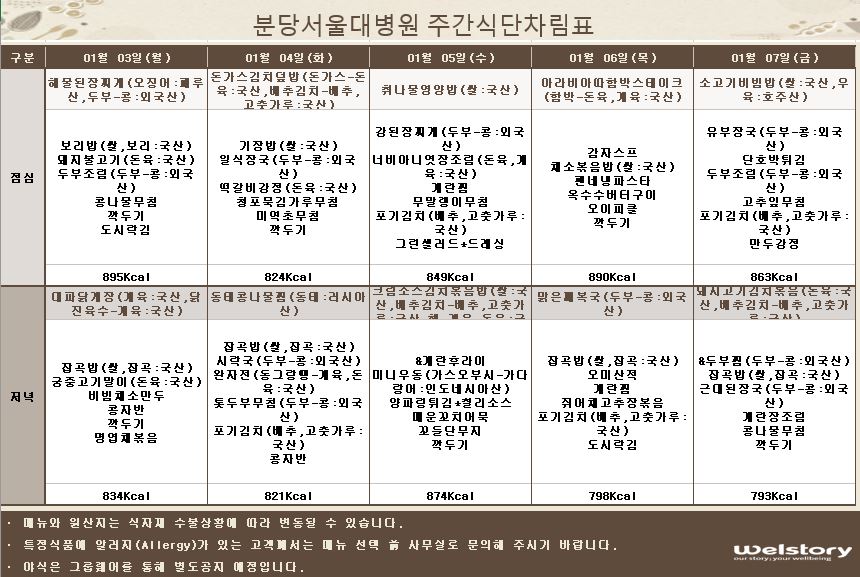 분당서울대병원 주간식단차림표
구분
01월 03일(월)
01월 04일(화)
01월 05일(수)
01월 06일(목)
01월 07일(금)
점심
해물된장찌개(오징어:페루
산,두부-콩:외국산)
돈가스김치덮밥(돈가스-돈
육:국산,배추김치-배추,
고춧가루:국산)
취나물영양밥(쌀:국산)
아라비아따함박스테이크
(함박-돈육,계육:국산)
소고기비빔밥(쌀:국산,우
육:호주산)
보리밥(쌀,보리:국산)
돼지불고기(돈육:국산)
두부조림(두부-콩:외국
산)
콩나물무침
깍두기
도시락김
기장밥(쌀:국산)
일식장국(두부-콩:외국
산)
떡갈비강정(돈육:국산)
청포묵김가루무침
미역초무침
깍두기
강된장찌개(두부-콩:외국
산)
너비아니엿장조림(돈육,계
육:국산)
계란찜
무말랭이무침
포기김치(배추,고춧가루:
국산)
그린샐러드*드레싱
감자스프
채소볶음밥(쌀:국산)
펜네냉파스타
옥수수버터구이
오이피클
깍두기
유부장국(두부-콩:외국
산)
단호박튀김
두부조림(두부-콩:외국
산)
고추잎무침
포기김치(배추,고춧가루:
국산)
만두강정
895Kcal
824Kcal
849Kcal
890Kcal
863Kcal
저녁
대파닭개장(계육:국산,닭
진육수-계육:국산)
동태콩나물찜(동태:러시아
산)
크림소스김치볶음밥(쌀:국
산,배추김치-배추,고춧가
맑은째복국(두부-콩:외국
산)
돼지고기김치볶음(돈육:국
산,배추김치-배추,고춧가
루:국산)
잡곡밥(쌀,잡곡:국산)
궁중고기말이(돈육:국산)
비빔채소만두
콩자반
깍두기
명엽채볶음
잡곡밥(쌀,잡곡:국산)
시락국(두부-콩:외국산)
완자전(동그랑땡-계육,돈
육:국산)
톳두부무침(두부-콩:외국
산)
포기김치(배추,고춧가루:
국산)
콩자반
&계란후라이
미니우동(가스오부시-가다
랑어:인도네시아산)
양파링튀김*칠리소스
매운꼬치어묵
꼬들단무지
깍두기
잡곡밥(쌀,잡곡:국산)
오미산적
계란찜
쥐어채고추장볶음
포기김치(배추,고춧가루:
국산)
도시락김
&두부찜(두부-콩:외국산)
잡곡밥(쌀,잡곡:국산)
근대된장국(두부-콩:외국
산)
계란장조림
콩나물무침
깍두기
834Kcal
821Kcal
874Kcal
798Kcal
793Kcal
· 메뉴와 원산지는 식자재 수불상황에 따라 변동될 수 있습니다.
· 특정식품에 알러지(Allergy)가 있는 고객께서는 메뉴 선택 前 사무실로 문의해 주시기 바랍니다.
· 야식은 그룹웨어를 통해 별도공지 예정입니다.
Welstory
our story; your wellbeing